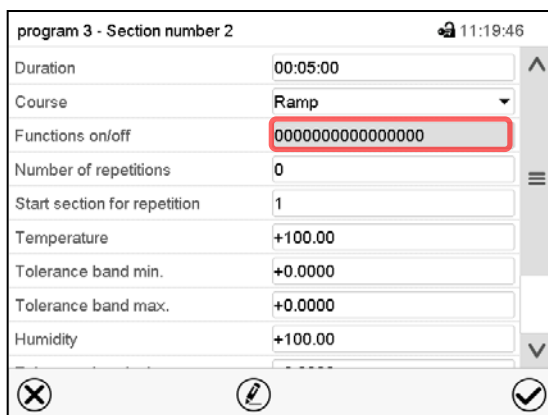 program 3 - Section number 2 11:19:46
Duration 00:05:00
Course Ramp
Functions on/off 0000000000000000
Number of repetitions 0
Start section for repetition 1
Temperature +100.00
Tolerance band min. +0.0000
Tolerance band max. +0.0000
Humidity +100.00